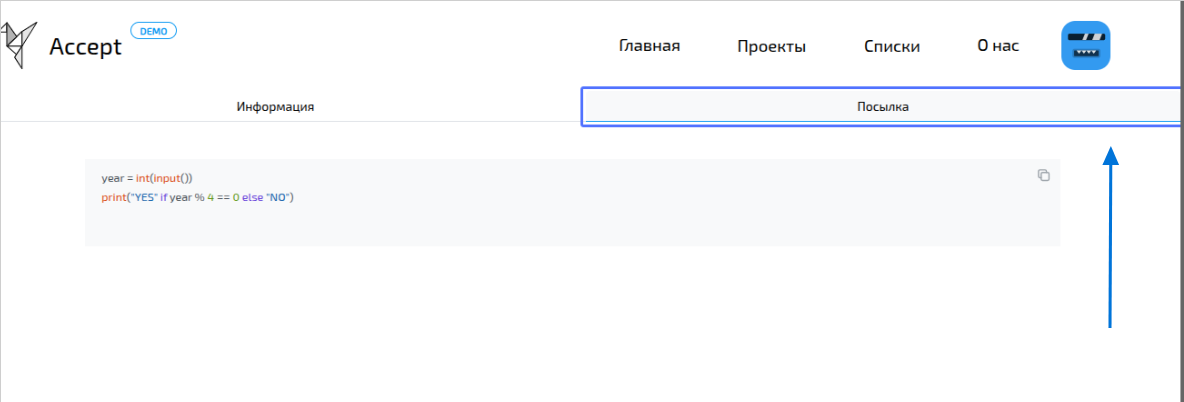 Accept DEMO
Главная Проекты Списки О нас
Информация Посылка
year = int(input())
print("YES" if year % 4 == 0 else "NO")